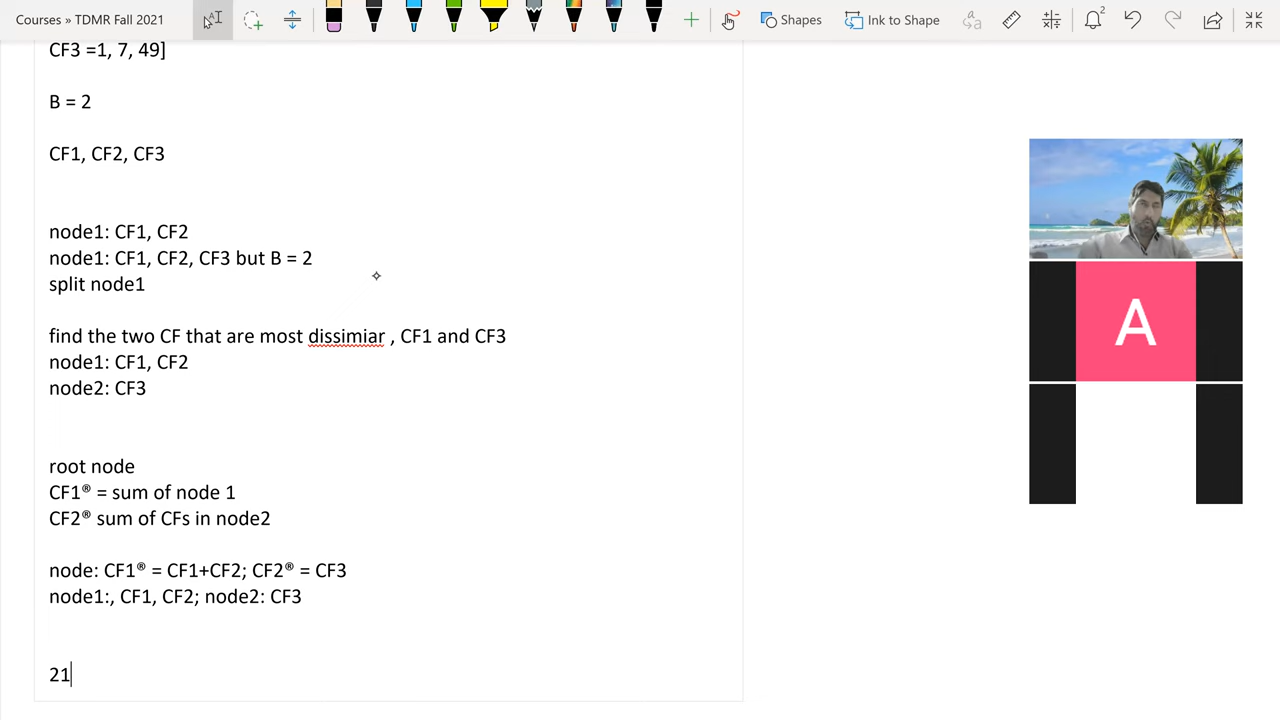 Courses » TDMR Fall 2021
Shapes
Ink to Shape
2
CF3 =1, 7, 49]
B = 2
CF1, CF2, CF3
node1: CF1, CF2
node1: CF1, CF2, CF3 but B = 2
split node1
find the two CF that are most dissimiar , CF1 and CF3
node1: CF1, CF2
node2: CF3
root node
CF1® = sum of node 1
CF2® sum of CFs in node2
node: CF1® = CF1+CF2; CF2® = CF3
node1:, CF1, CF2; node2: CF3
21
A